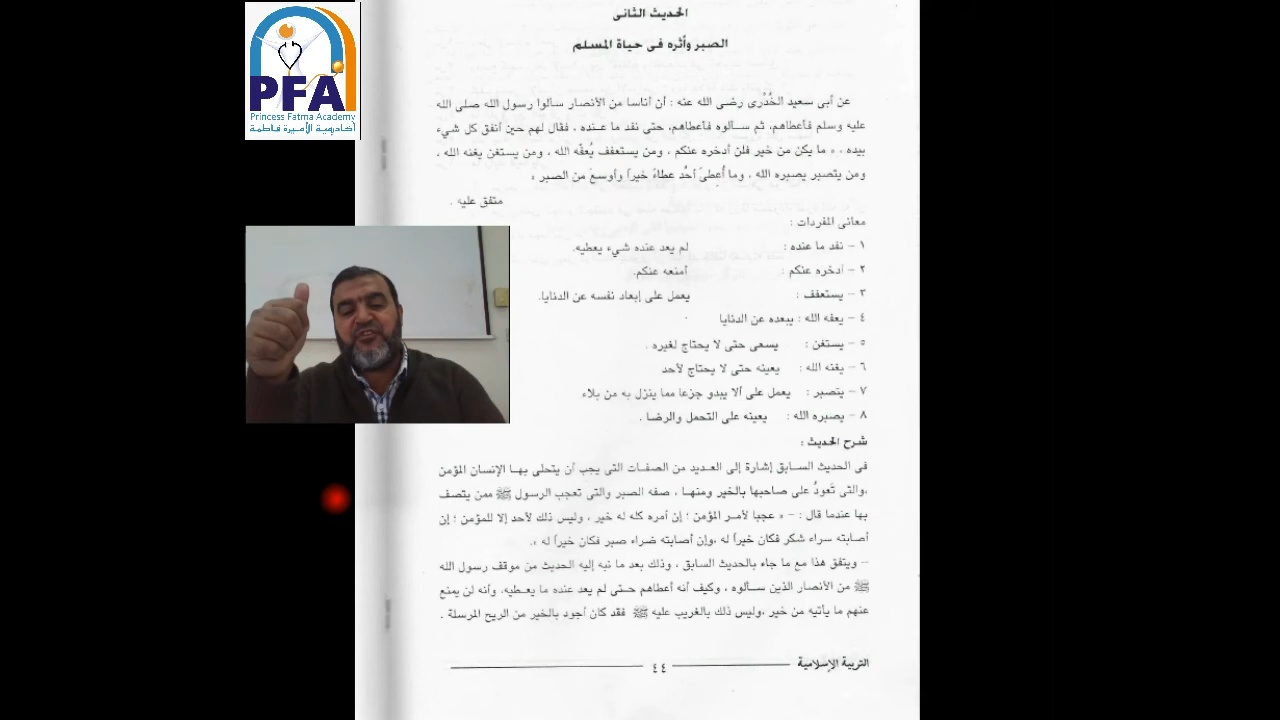 PFA
Princess Fatma Academy
أكاديمية الأميرة فاطمة
الحديث الثانى
الصبر وأثره فى حياة المسلم
عن أبى سعيد الخُدْرى رضى الله عنه : أن أناسا من الأنصار سالوا رسول الله صلى الله
عليه وسلم فأعطاهم، ثم سألوه فأعطاهم، حتى نفد ما عنده ، فقال لهم حين أنفق كل شيء
بيده ، « ما يكن من خير فلن أدخره عنكم ، ومن يستعفف يُعفّه الله ، ومن يستغن يغنه الله ،
ومن يتصبر يصبره الله ، وما أُعطىَ أحُد عطاءً خيراً وأوسعَ من الصبر »
متفق عليه .
معانى المفردات :
١ – نفد ما عنده : لم يعد عنده شيء يعطيه.
٢ – أدخره عنكم : أمنعه عنكم.
٣ – يستعفف : يعمل على إبعاد نفسه عن الدنايا.
٤ – يعفه الله : يبعده عن الدنايا
٥ – يستغن : يسعى حتى لا يحتاج لغيره .
٦ – يغنه الله : يعينه حتى لا يحتاج لأحد
٧ – يتصبر : يعمل على ألا يبدو جزعا مما ينزل به من بلاء
٨ – يصبره الله : يعينه على التحمل والرضا .
شرح الحديث :
فى الحديث السابق إشارة إلى العديد من الصفات التى يجب أن يتحلى بها الإنسان المؤمن
،والتى تَعودُ على صاحبها بالخير ومنها ، صفه الصبر والتى تعجب الرسول ﷺ ممن يتصف
بها عندما قال : – « عجبا لأمر المؤمن ؛ إن أمره كله له خير ، وليس ذلك لأحد إلا للمؤمن ؛ إن
أصابته سراء شكر فكان خيراً له ،وإن أصابته ضراء صبر فكان خيراً له ».
– ويتفق هذا مع ما جاء بالحديث السابق ، وذلك بعد ما نبه إليه الحديث من موقف رسول الله
ﷺ من الأنصار الذين سألوه ، وكيف أنه أعطاهم حتى لم يعد عنده ما يعطيه، وأنه لن يمنع
عنهم ما يأتيه من خير ،وليس ذلك بالغريب عليه ﷺ فقد كان أجود بالخير من الريح المرسلة .
التربية الإسلامية
٤٤